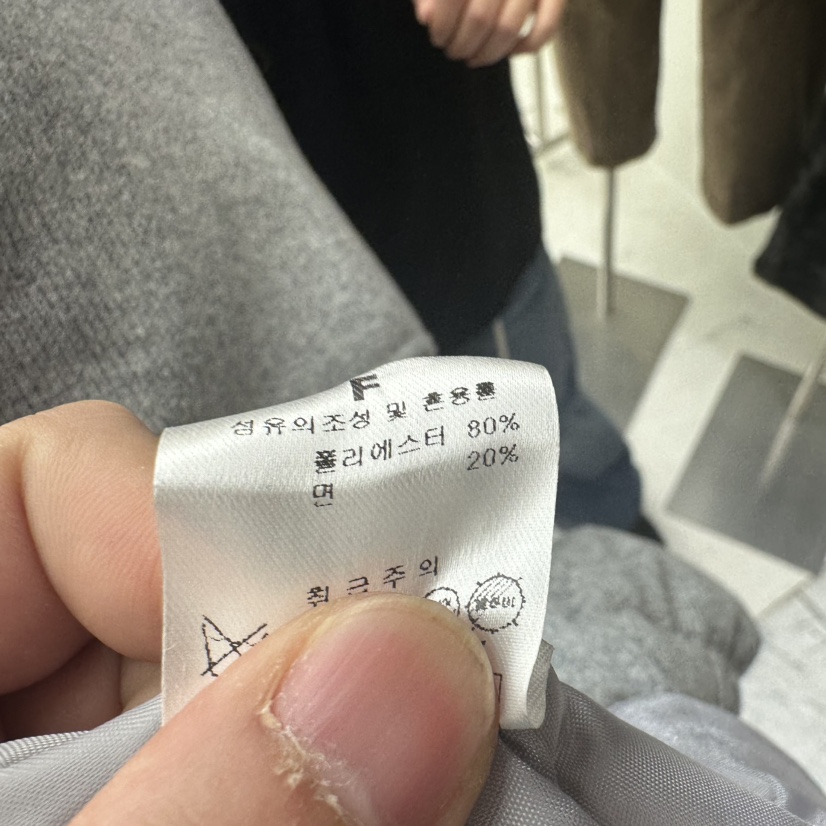 F
섬유의조성 및 혼용률
폴리에스터 80%
면 20%
취급주의